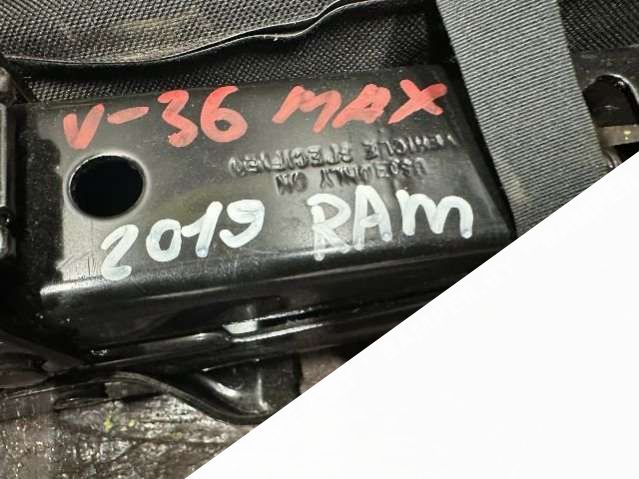 V-36 MAX
USE ONLY ON
VEHICLE SPECIFIED
2019 RAM